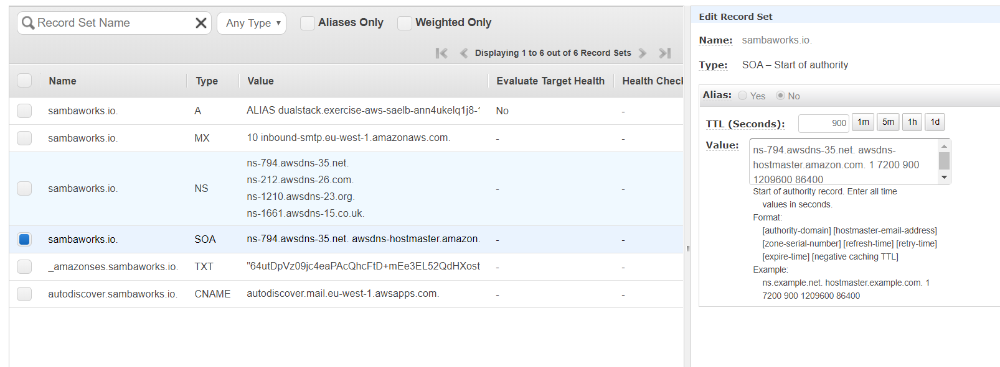 Record Set Name
Any Type
Aliases Only
Weighted Only
Displaying 1 to 6 out of 6 Record Sets
Name Type Value Evaluate Target Health Health Check
sambaworks.io. A ALIAS dualstack.exercise-aws-saelb-ann4ukelq1j8- No -
sambaworks.io. MX 10 inbound-smtp.eu-west-1.amazonaws.com. - -
ns-794.awsdns-35.net.
ns-212.awsdns-26.com.
sambaworks.io. NS - -
ns-1210.awsdns-23.org.
ns-1661.awsdns-15.co.uk.
sambaworks.io. SOA ns-794.awsdns-35.net. awsdns-hostmaster.amazon. - -
_amazonses.sambaworks.io. TXT "64utDpVz09jc4eaPAcQhcFtD+mEe3EL52QdHXost - -
autodiscover.sambaworks.io. CNAME autodiscover.mail.eu-west-1.awsapps.com. - -
Edit Record Set
Name: sambaworks.io.
Type: SOA – Start of authority
Alias: Yes No
TTL (Seconds): 900 1m 5m 1h 1d
Value: ns-794.awsdns-35.net. awsdns-
hostmaster.amazon.com. 1 7200 900
1209600 86400
Start of authority record. Enter all time
values in seconds.
Format:
[authority-domain] [hostmaster-email-address]
[zone-serial-number] [refresh-time] [retry-time]
[expire-time] [negative caching TTL]
Example:
ns.example.net. hostmaster.example.com. 1
7200 900 1209600 86400